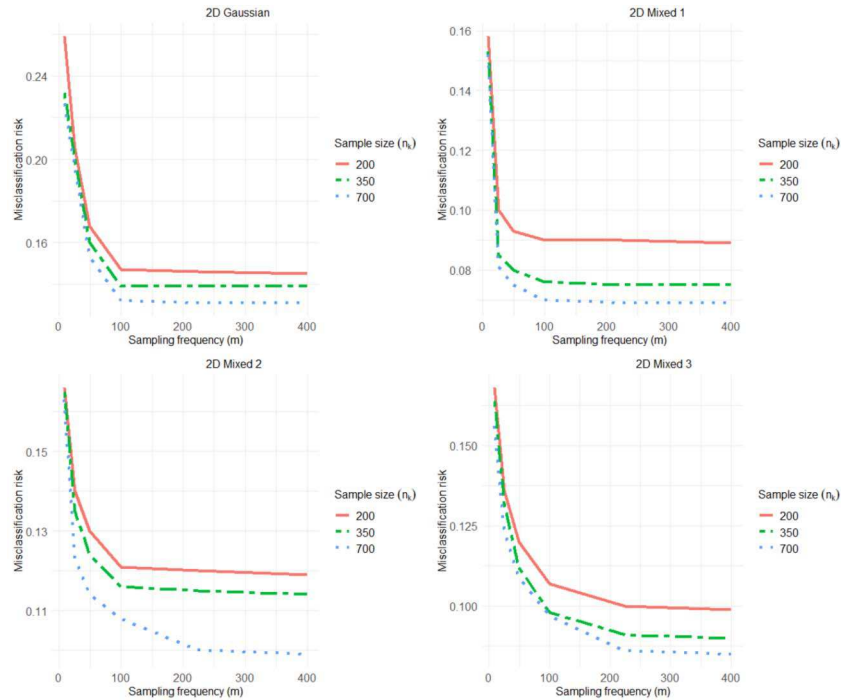 2D Gaussian
Misclassification risk
0.24
0.20
0.16
0 100 200 300 400
Sampling frequency (m)
Sample size (nₖ)
200
350
700
2D Mixed 1
Misclassification risk
0.16
0.14
0.12
0.10
0.08
0 100 200 300 400
Sampling frequency (m)
Sample size (nₖ)
200
350
700
2D Mixed 2
Misclassification risk
0.15
0.13
0.11
0 100 200 300 400
Sampling frequency (m)
Sample size (nₖ)
200
350
700
2D Mixed 3
Misclassification risk
0.150
0.125
0.100
0 100 200 300 400
Sampling frequency (m)
Sample size (nₖ)
200
350
700